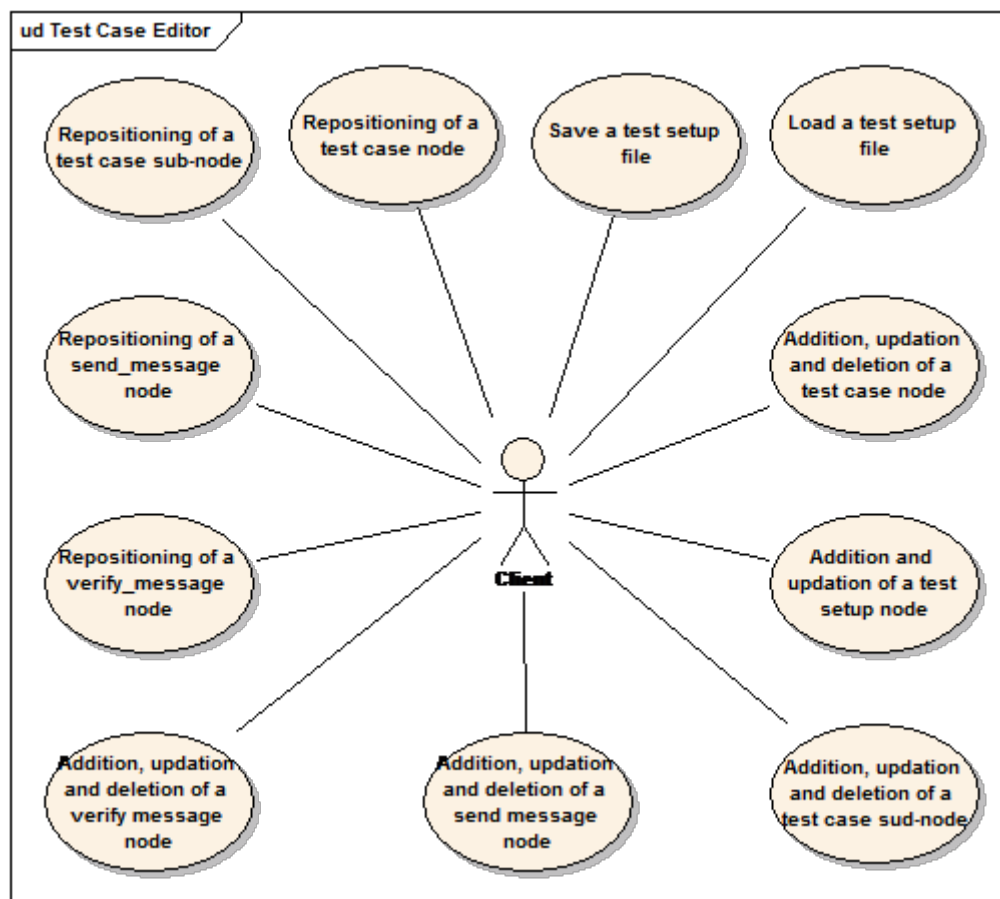 ud Test Case Editor
Repositioning of a
test case sub-node
Repositioning of a
test case node
Save a test setup
file
Load a test setup
file
Repositioning of a
send_message
node
Addition, updation
and deletion of a
test case node
Repositioning of a
verify_message
node
Client
Addition and
updation of a test
setup node
Addition, updation
and deletion of a
verify message
node
Addition, updation
and deletion of a
send message
node
Addition, updation
and deletion of a
test case sud-node